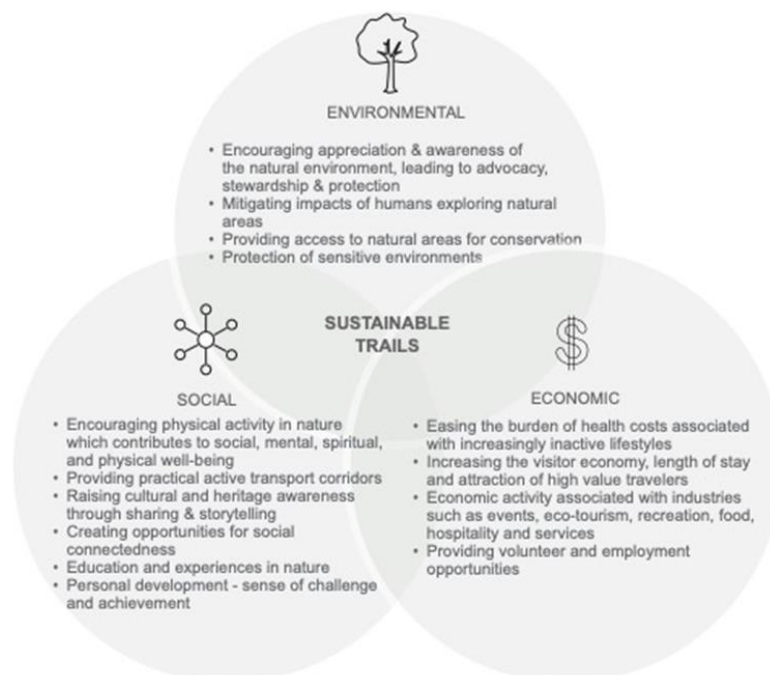 ENVIRONMENTAL
• Encouraging appreciation & awareness of
the natural environment, leading to advocacy,
stewardship & protection
• Mitigating impacts of humans exploring natural
areas
• Providing access to natural areas for conservation
• Protection of sensitive environments
SUSTAINABLE
TRAILS
SOCIAL
• Encouraging physical activity in nature
which contributes to social, mental, spiritual,
and physical well-being
• Providing practical active transport corridors
• Raising cultural and heritage awareness
through sharing & storytelling
• Creating opportunities for social
connectedness
• Education and experiences in nature
• Personal development - sense of challenge
and achievement
$
ECONOMIC
• Easing the burden of health costs associated
with increasingly inactive lifestyles
• Increasing the visitor economy, length of stay
and attraction of high value travelers
• Economic activity associated with industries
such as events, eco-tourism, recreation, food,
hospitality and services
• Providing volunteer and employment
opportunities